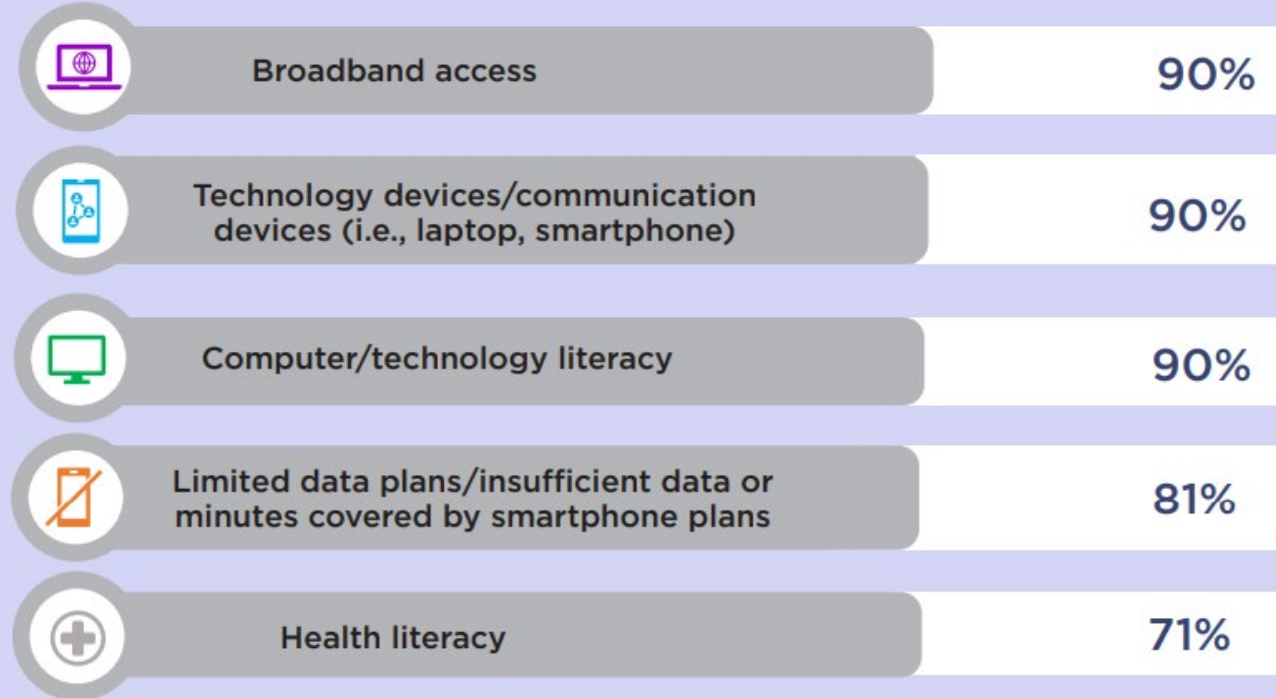 Broadband access
90%
Technology devices/communication
devices (i.e., laptop, smartphone)
90%
Computer/technology literacy
90%
Limited data plans/insufficient data or
minutes covered by smartphone plans
81%
Health literacy
71%